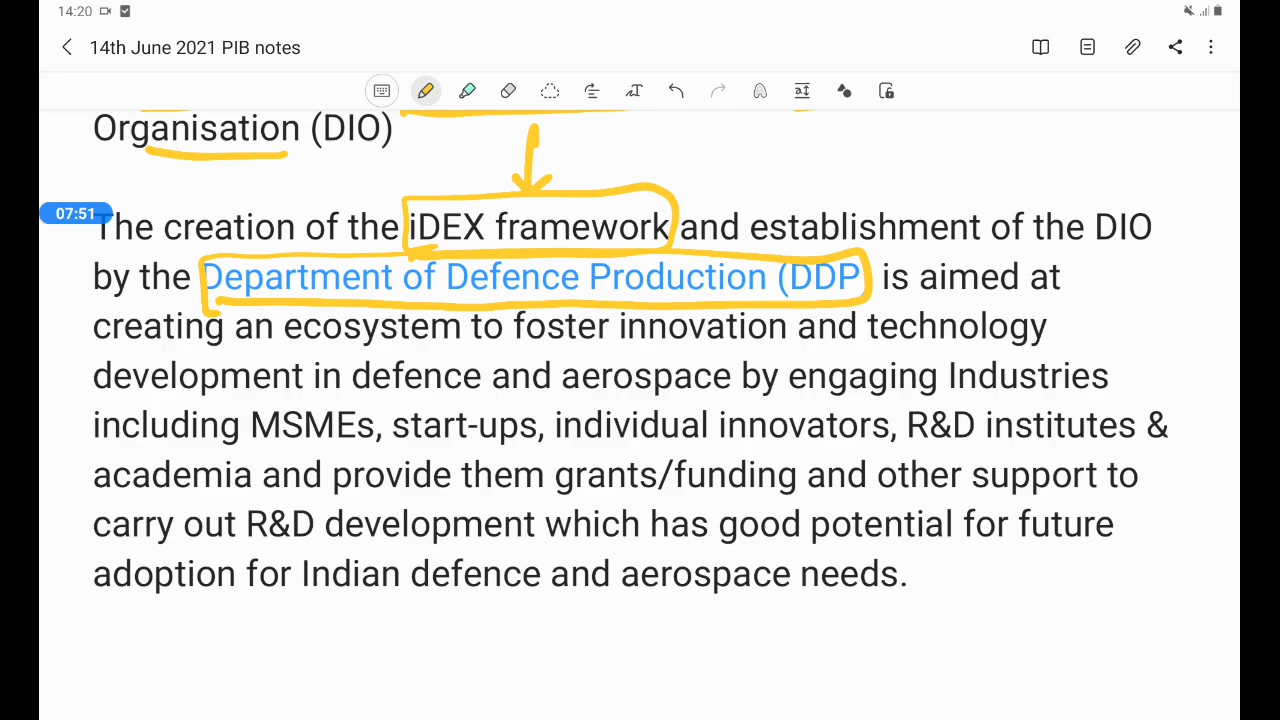 14:20
14th June 2021 PIB notes
Organisation (DIO)
07:51
The creation of the iDEX framework and establishment of the DIO
by the Department of Defence Production (DDP) is aimed at
creating an ecosystem to foster innovation and technology
development in defence and aerospace by engaging Industries
including MSMEs, start-ups, individual innovators, R&D institutes &
academia and provide them grants/funding and other support to
carry out R&D development which has good potential for future
adoption for Indian defence and aerospace needs.